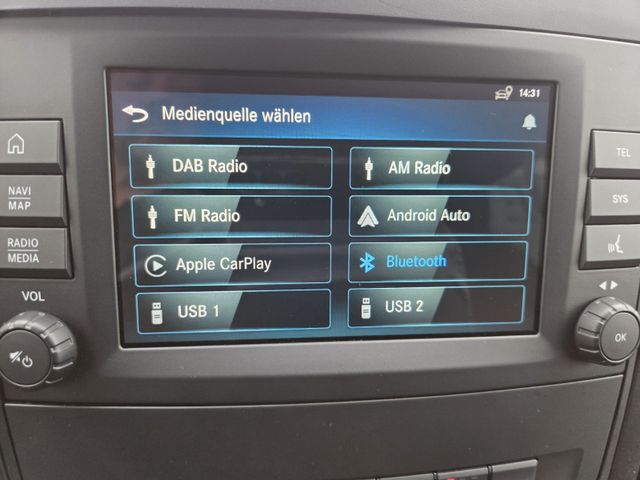 14:31
Medienquelle wählen
DAB Radio
AM Radio
FM Radio
Android Auto
Apple CarPlay
Bluetooth
USB 1
USB 2
NAVI
MAP
RADIO
MEDIA
VOL
TEL
SYS
OK